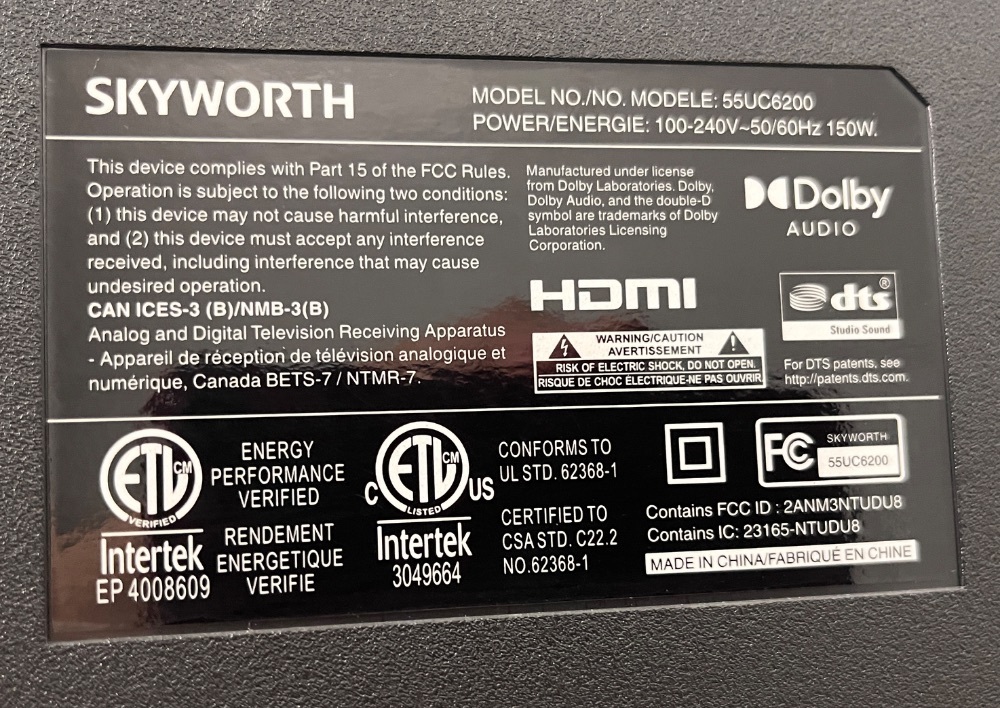 SKYWORTH
MODEL NO./NO. MODELE: 55UC6200
POWER/ENERGIE: 100-240V~50/60Hz 150W.
This device complies with Part 15 of the FCC Rules.
Operation is subject to the following two conditions:
(1) this device may not cause harmful interference,
and (2) this device must accept any interference
received, including interference that may cause
undesired operation.
CAN ICES-3 (B)/NMB-3(B)
Analog and Digital Television Receiving Apparatus
- Appareil de réception de télévision analogique et
numérique, Canada BETS-7 / NTMR-7.
Manufactured under license
from Dolby Laboratories. Dolby,
Dolby Audio, and the double-D
symbol are trademarks of Dolby
Laboratories Licensing
Corporation.
Dolby
AUDIO
HDMI
dts®
Studio Sound
WARNING/CAUTION
AVERTISSEMENT
RISK OF ELECTRIC SHOCK, DO NOT OPEN.
RISQUE DE CHOC ÉLECTRIQUE-NE PAS OUVRIR
For DTS patents, see
http://patents.dts.com.
ETL CM
VERIFIED
Intertek
EP 4008609
ENERGY
PERFORMANCE
VERIFIED
RENDEMENT
ENERGETIQUE
VERIFIE
C ETL CM US
LISTED
Intertek
3049664
CONFORMS TO
UL STD. 62368-1
CERTIFIED TO
CSA STD. C22.2
NO.62368-1
FC
SKYWORTH
55UC6200
Contains FCC ID : 2ANM3NTUDU8
Contains IC: 23165-NTUDU8
MADE IN CHINA/FABRIQUÉ EN CHINE